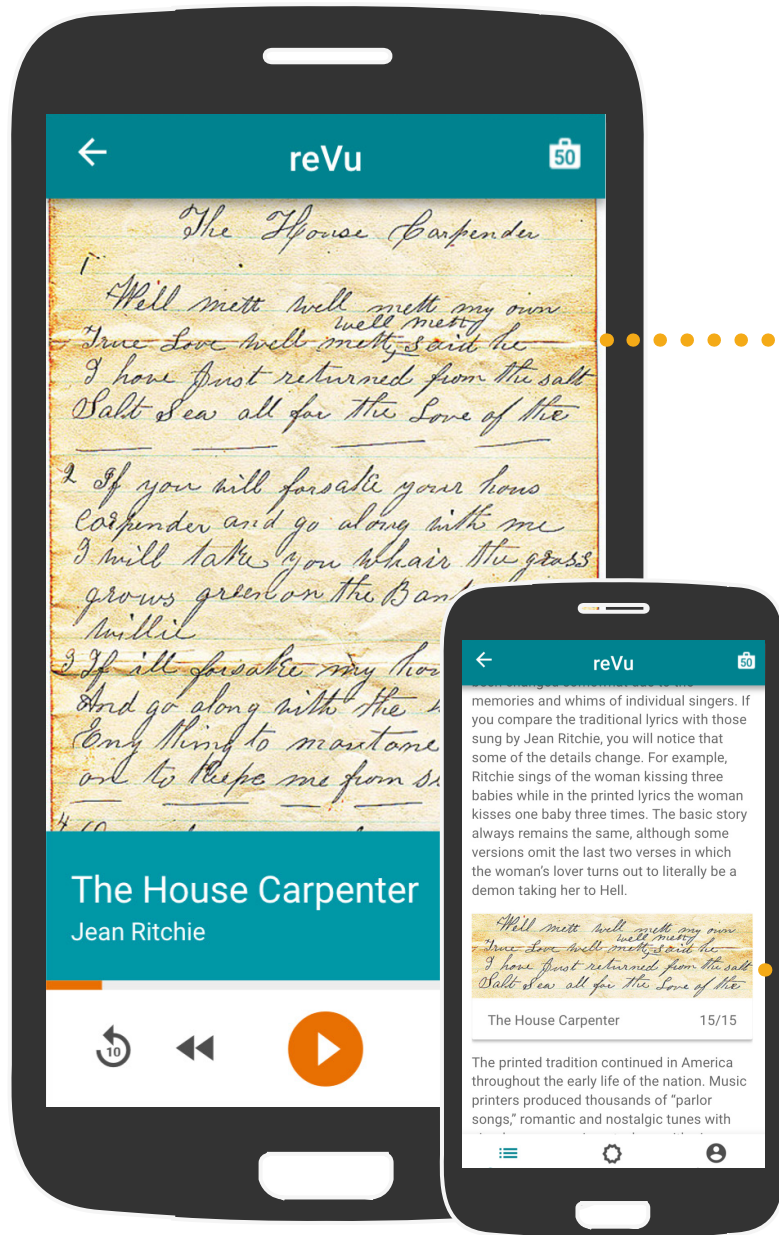 reVu
50
The House Carpender
1
Well mett well mett my own
well mett
True Love well mett, said he
I have Just returned from the salt
Salt Sea all for the Love of the
2 If you will forsake your hous
Carpender and go along with me
I will take you whair the grass
grows green on the Ban
willie
3 If ill forsake my hou
And go along with the
Eny thing to maintane
on to Keepe me from s
4
The House Carpenter
Jean Ritchie
10
reVu
50
memories and whims of individual singers. If
you compare the traditional lyrics with those
sung by Jean Ritchie, you will notice that
some of the details change. For example,
Ritchie sings of the woman kissing three
babies while in the printed lyrics the woman
kisses one baby three times. The basic story
always remains the same, although some
versions omit the last two verses in which
the woman’s lover turns out to literally be a
demon taking her to Hell.
Well mett well mett my own
well mett
True Love well mett, said he
I have Just returned from the salt
Salt Sea all for the Love of the
The House Carpenter 15/15
The printed tradition continued in America
throughout the early life of the nation. Music
printers produced thousands of “parlor
songs,” romantic and nostalgic tunes with